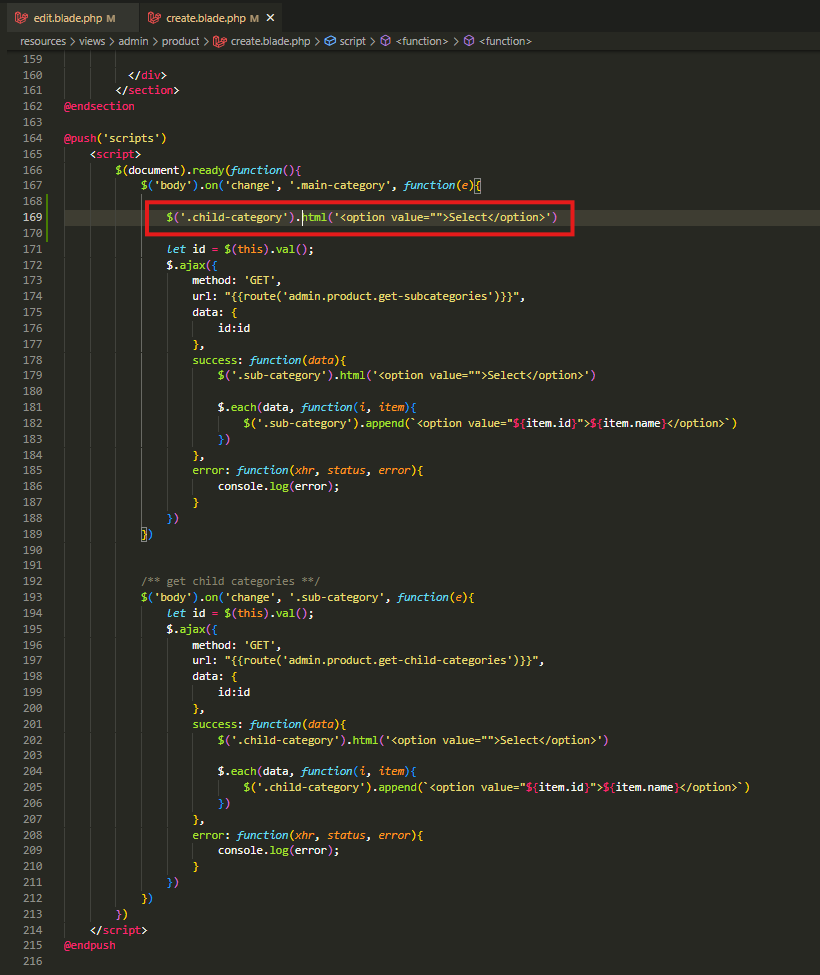 edit.blade.php M create.blade.php M ✕
resources > views > admin > product > create.blade.php > script > <function> > <function>
159
160 </div>
161 </section>
162 @endsection
163
164 @push('scripts')
165 <script>
166 $(document).ready(function(){
167 $('body').on('change', '.main-category', function(e){
168
169 $('.child-category').html('<option value="">Select</option>')
170
171 let id = $(this).val();
172 $.ajax({
173 method: 'GET',
174 url: "{{route('admin.product.get-subcategories')}}",
175 data: {
176 id:id
177 },
178 success: function(data){
179 $('.sub-category').html('<option value="">Select</option>')
180
181 $.each(data, function(i, item){
182 $('.sub-category').append(`<option value="${item.id}">${item.name}</option>`)
183 })
184 },
185 error: function(xhr, status, error){
186 console.log(error);
187 }
188 })
189 })
190
191
192 /** get child categories **/
193 $('body').on('change', '.sub-category', function(e){
194 let id = $(this).val();
195 $.ajax({
196 method: 'GET',
197 url: "{{route('admin.product.get-child-categories')}}",
198 data: {
199 id:id
200 },
201 success: function(data){
202 $('.child-category').html('<option value="">Select</option>')
203
204 $.each(data, function(i, item){
205 $('.child-category').append(`<option value="${item.id}">${item.name}</option>`)
206 })
207 },
208 error: function(xhr, status, error){
209 console.log(error);
210 }
211 })
212 })
213 })
214 </script>
215 @endpush
216